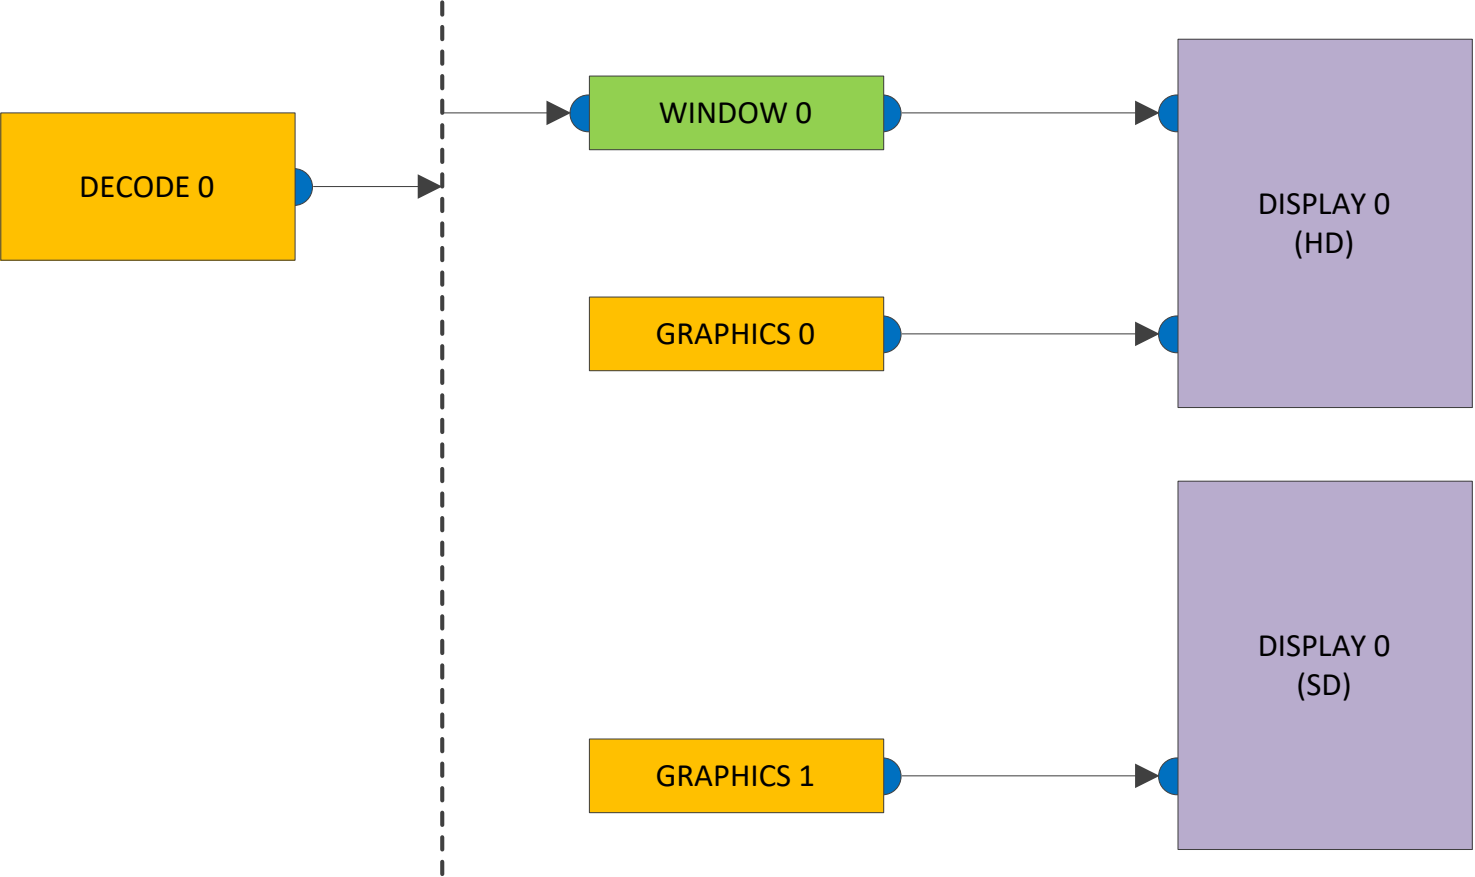 WINDOW 0
DECODE 0
DISPLAY 0
(HD)
GRAPHICS 0
DISPLAY 0
(SD)
GRAPHICS 1